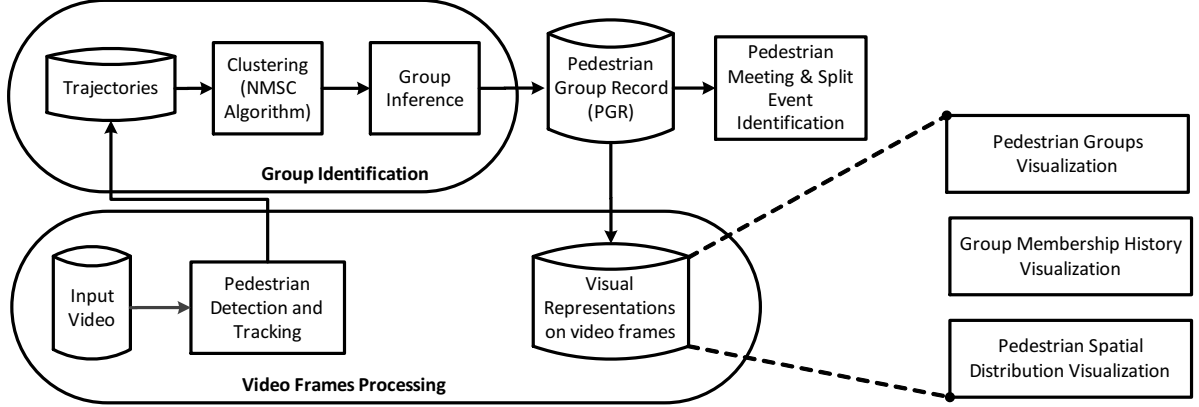 Trajectories
Clustering
(NMSC
Algorithm)
Group
Inference
Group Identification
Pedestrian
Group Record
(PGR)
Pedestrian
Meeting & Split
Event
Identification
Input
Video
Pedestrian
Detection and
Tracking
Visual
Representations
on video frames
Video Frames Processing
Pedestrian Groups
Visualization
Group Membership History
Visualization
Pedestrian Spatial
Distribution Visualization